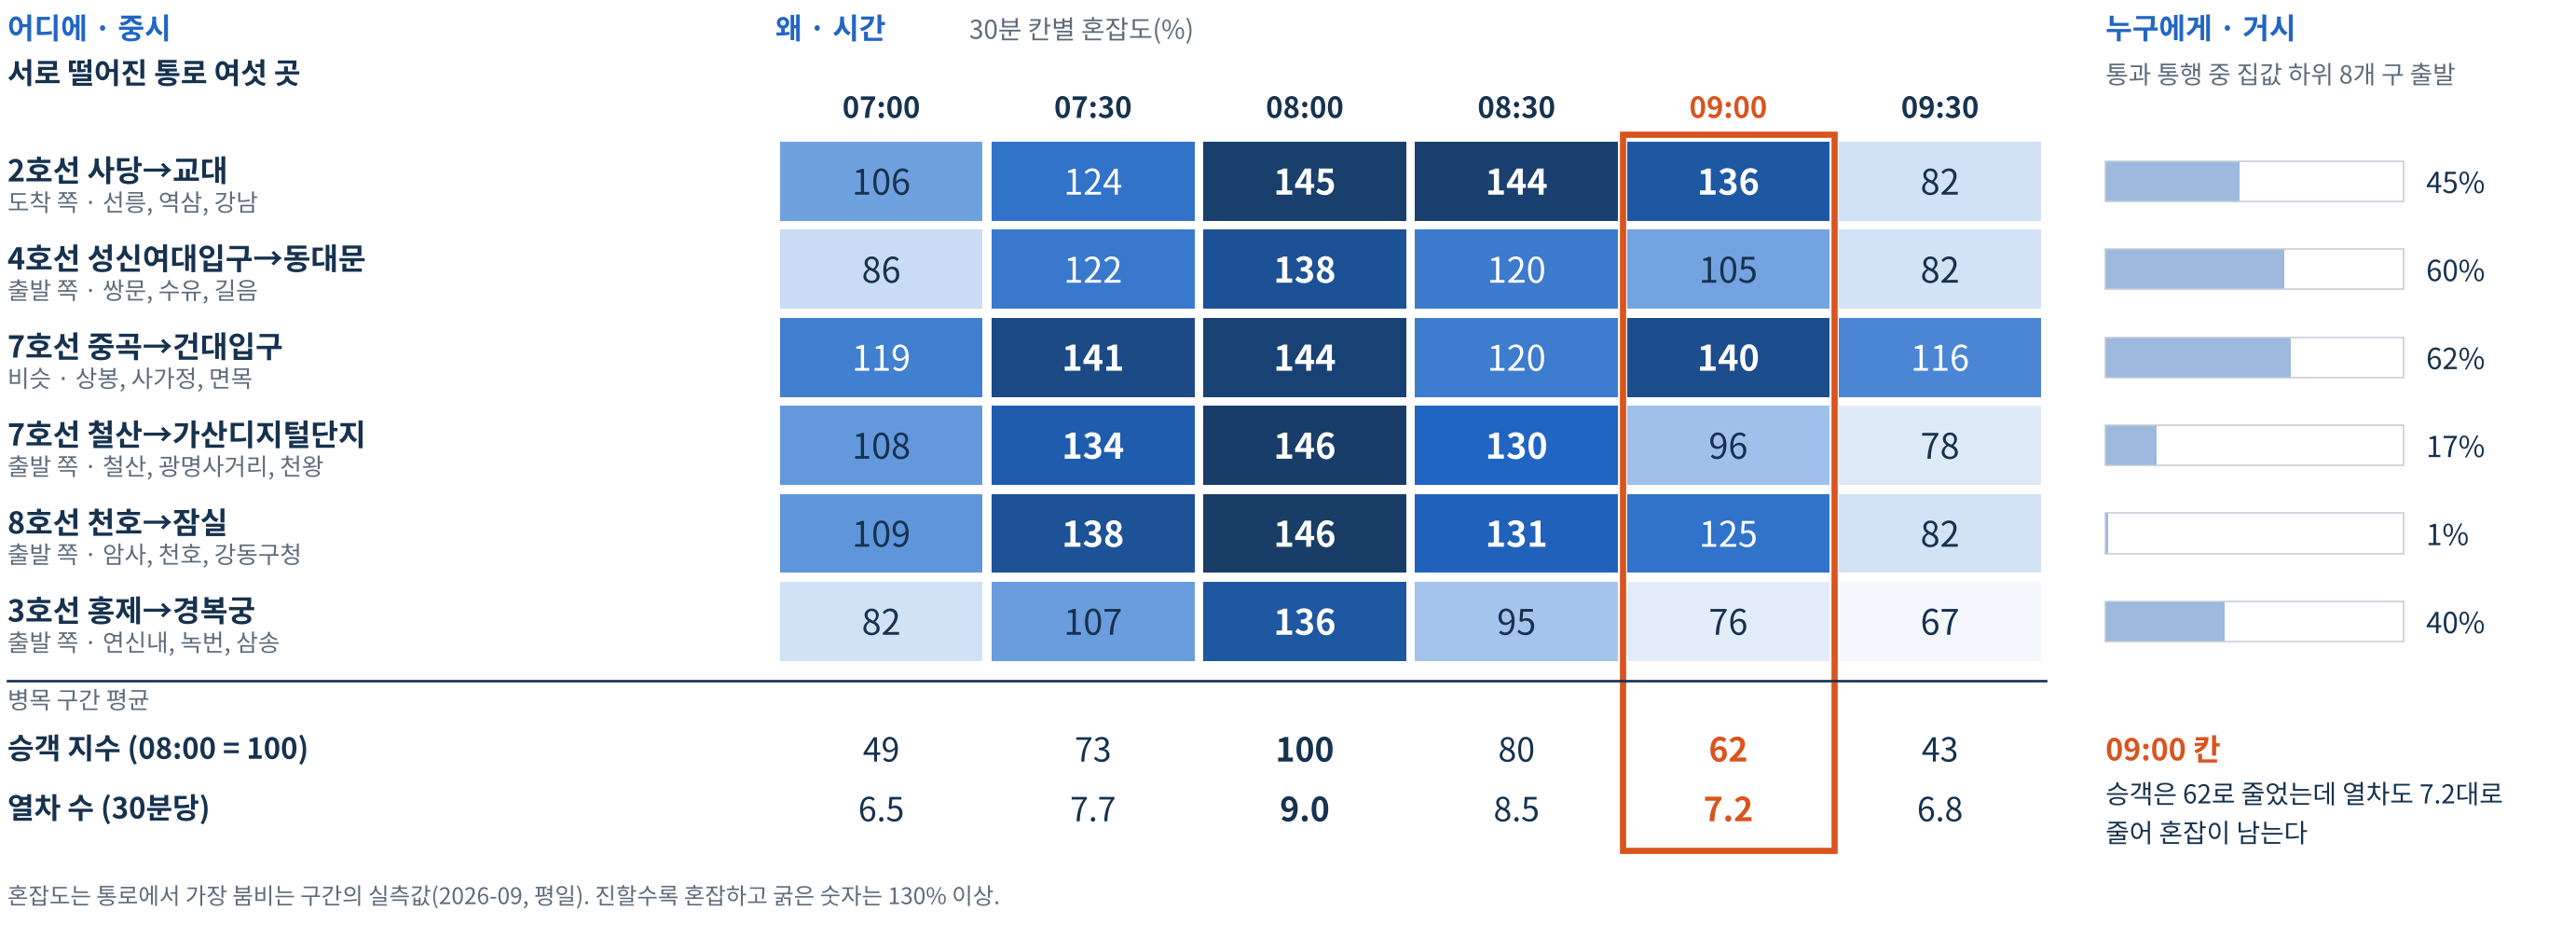 어디에 · 중시
서로 떨어진 통로 여섯 곳
왜 · 시간 30분 칸별 혼잡도(%)
누구에게 · 거시
통과 통행 중 집값 하위 8개 구 출발
07:00 07:30 08:00 08:30 09:00 09:30
2호선 사당→교대
도착 쪽 · 선릉, 역삼, 강남
106 124 145 144 136 82 45%
4호선 성신여대입구→동대문
출발 쪽 · 쌍문, 수유, 길음
86 122 138 120 105 82 60%
7호선 중곡→건대입구
비슷 · 상봉, 사가정, 면목
119 141 144 120 140 116 62%
7호선 철산→가산디지털단지
출발 쪽 · 철산, 광명사거리, 천왕
108 134 146 130 96 78 17%
8호선 천호→잠실
출발 쪽 · 암사, 천호, 강동구청
109 138 146 131 125 82 1%
3호선 홍제→경복궁
출발 쪽 · 연신내, 녹번, 삼송
82 107 136 95 76 67 40%
병목 구간 평균
승객 지수 (08:00 = 100) 49 73 100 80 62 43
열차 수 (30분당) 6.5 7.7 9.0 8.5 7.2 6.8
09:00 칸
승객은 62로 줄었는데 열차도 7.2대로
줄어 혼잡이 남는다
혼잡도는 통로에서 가장 붐비는 구간의 실측값(2026-09, 평일). 진할수록 혼잡하고 굵은 숫자는 130% 이상.